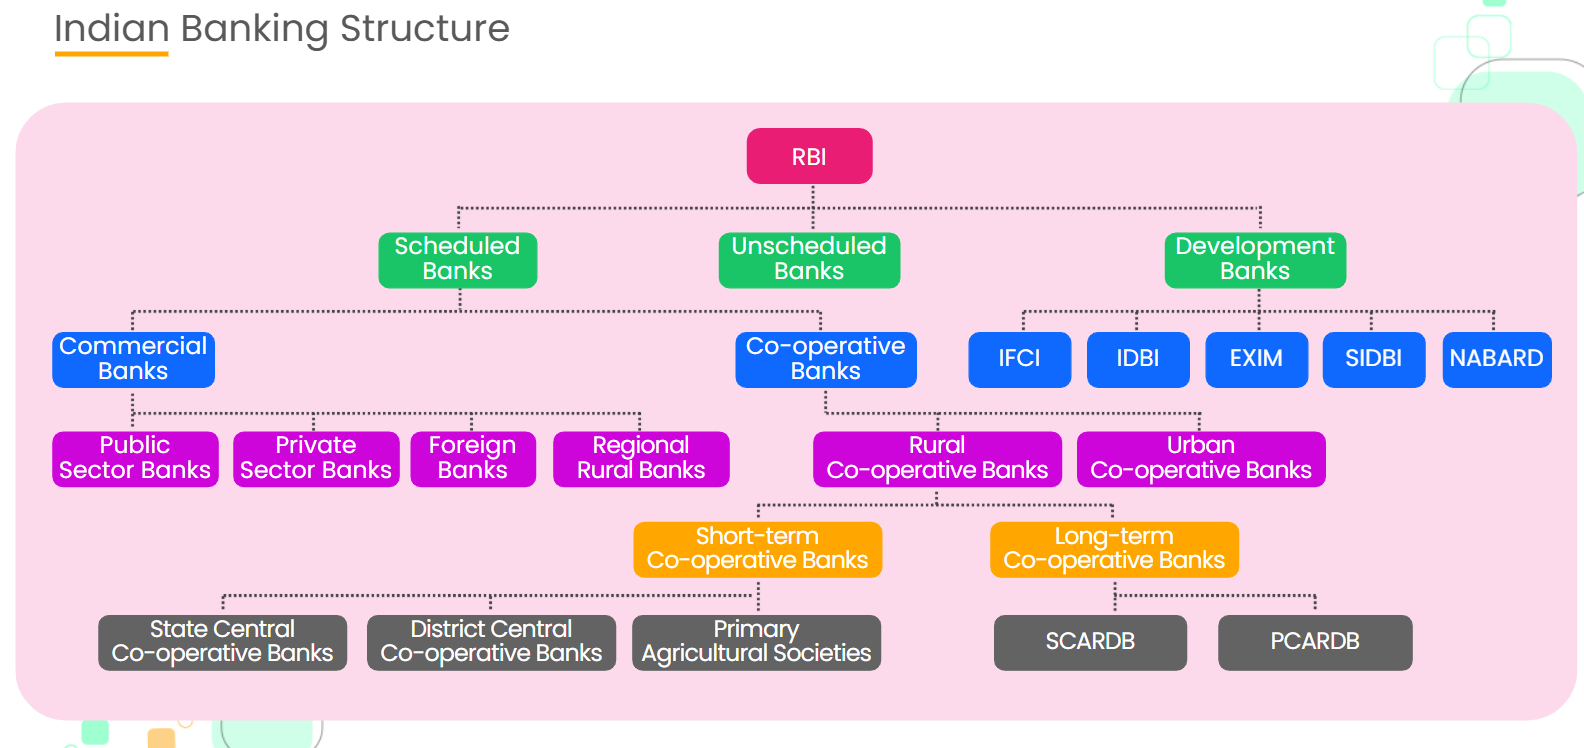 Indian Banking Structure
RBI
Scheduled
Banks
Unscheduled
Banks
Development
Banks
Commercial
Banks
Co-operative
Banks
IFCI
IDBI
EXIM
SIDBI
NABARD
Public
Sector Banks
Private
Sector Banks
Foreign
Banks
Regional
Rural Banks
Rural
Co-operative Banks
Urban
Co-operative Banks
Short-term
Co-operative Banks
Long-term
Co-operative Banks
State Central
Co-operative Banks
District Central
Co-operative Banks
Primary
Agricultural Societies
SCARDB
PCARDB